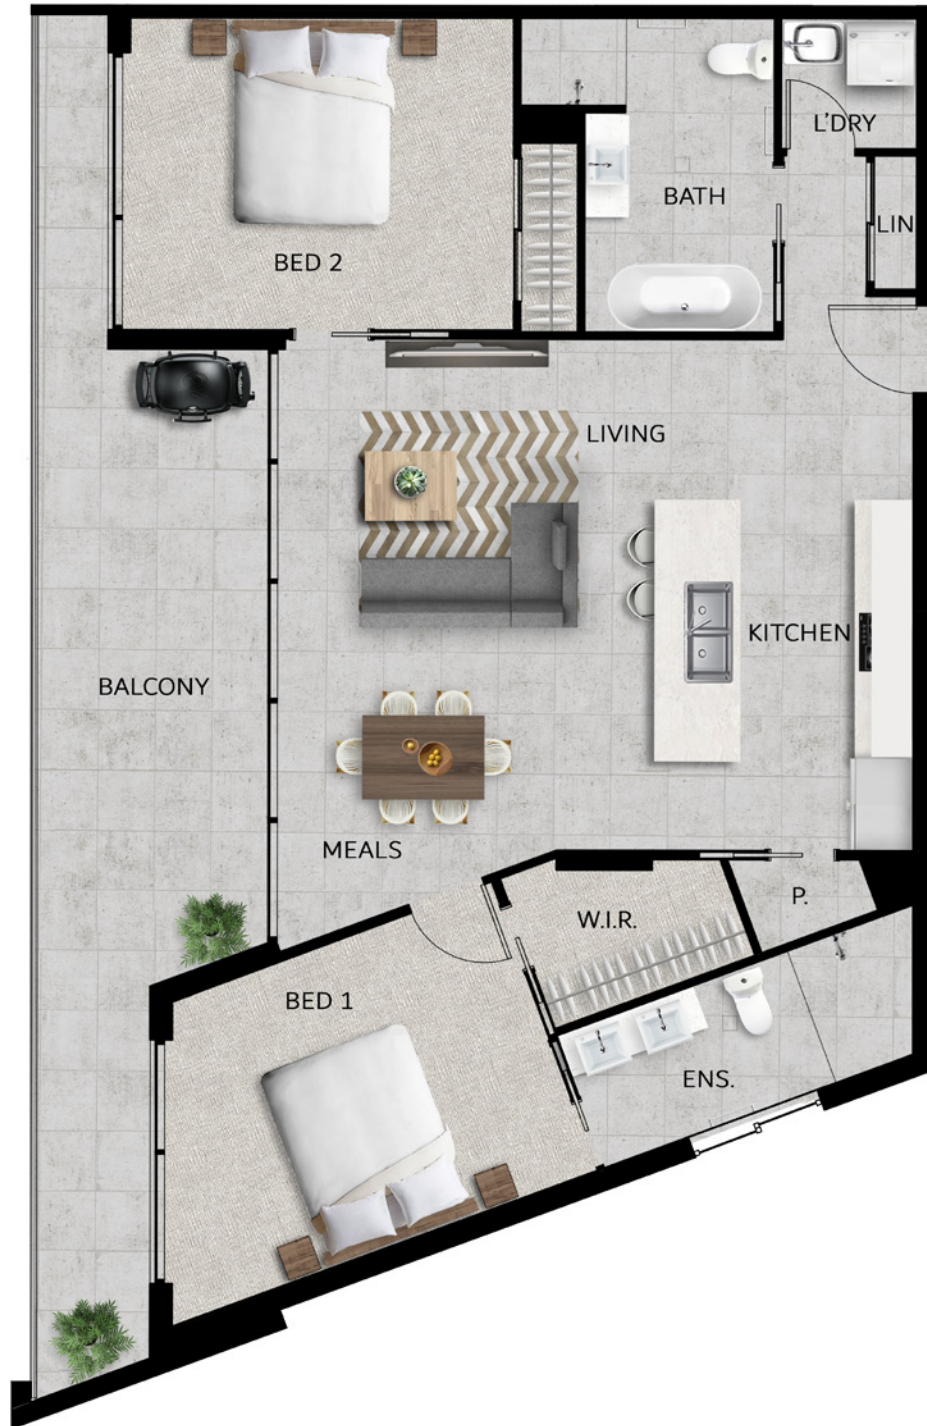 L'DRY
BATH
LIN
BED 2
LIVING
KITCHEN
BALCONY
MEALS
P.
W.I.R.
BED 1
ENS.